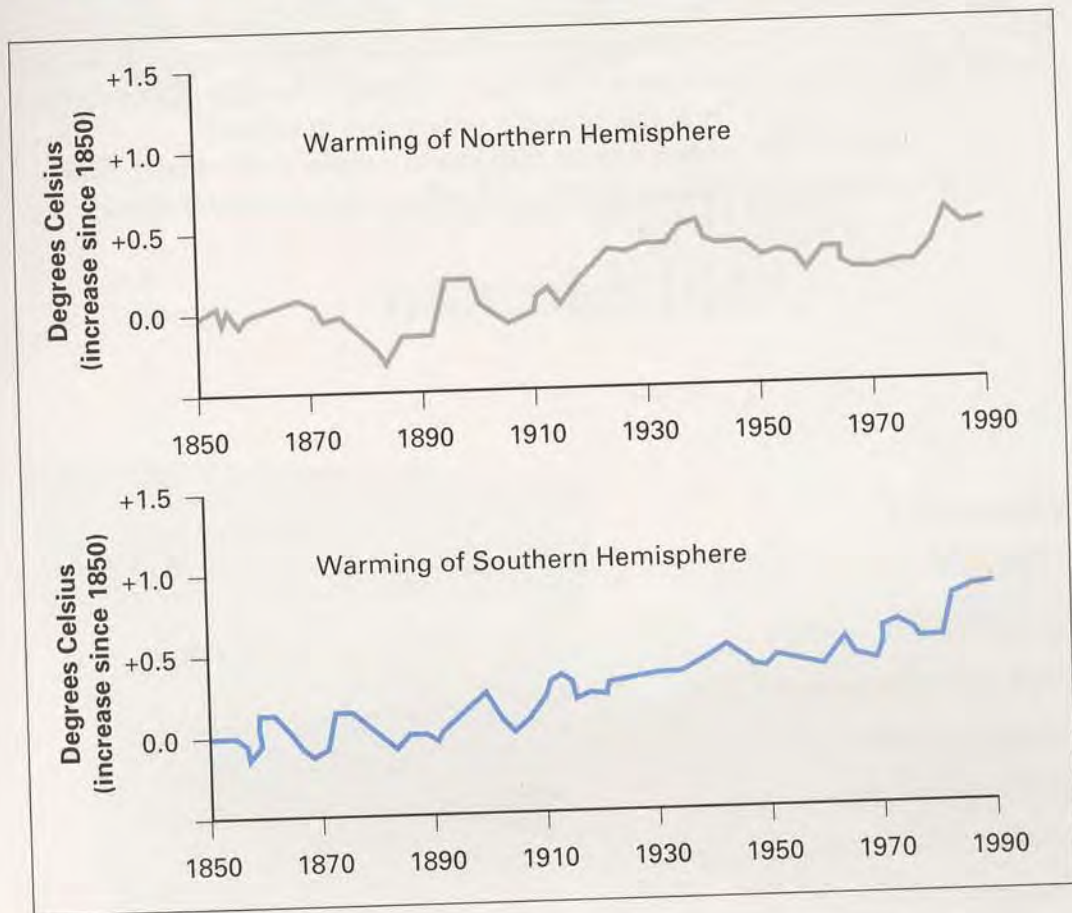 +1.5
Warming of Northern Hemisphere
+1.0
Degrees Celsius
(increase since 1850)
+0.5
0.0
1850 1870 1890 1910 1930 1950 1970 1990
+1.5
Warming of Southern Hemisphere
+1.0
Degrees Celsius
(increase since 1850)
+0.5
0.0
1850 1870 1890 1910 1930 1950 1970 1990